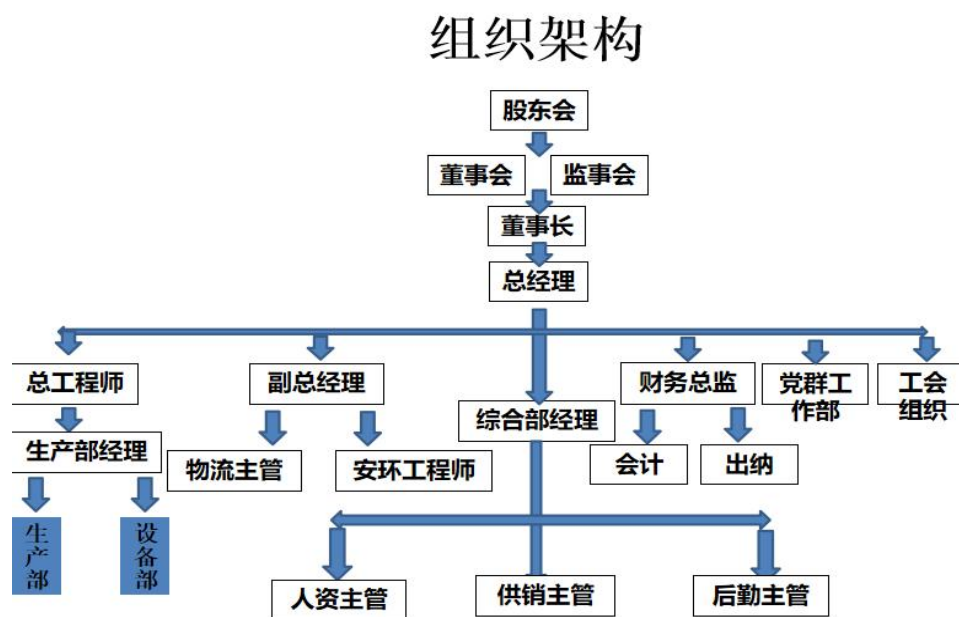 组织架构
股东会
董事会
监事会
董事长
总经理
总工程师
副总经理
财务总监
党群工
作部
工会
组织
综合部经理
生产部经理
物流主管
安环工程师
会计
出纳
生产部
设备部
人资主管
供销主管
后勤主管